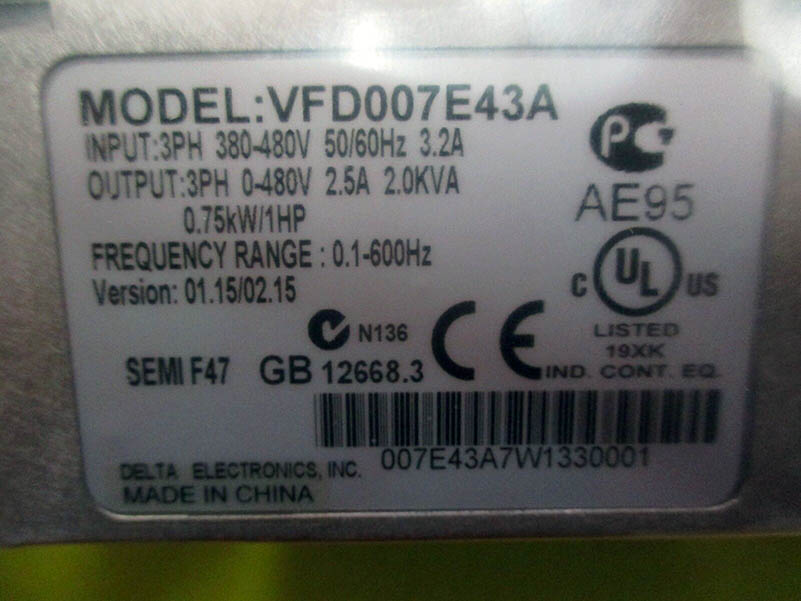 MODEL:VFD007E43A
INPUT:3PH 380-480V 50/60Hz 3.2A
OUTPUT:3PH 0-480V 2.5A 2.0KVA
0.75kW/1HP
FREQUENCY RANGE : 0.1-600Hz
Version: 01.15/02.15
PG
AE95
C UL US
LISTED
19XK
IND. CONT. EQ.
N136
CE
SEMI F47 GB 12668.3
007E43A7W1330001
DELTA ELECTRONICS, INC.
MADE IN CHINA